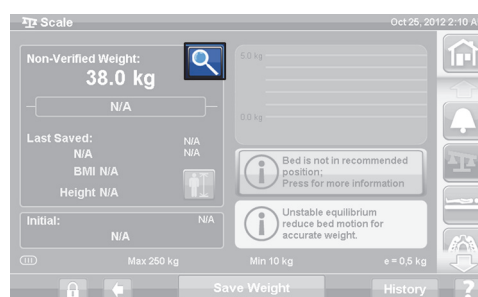 Scale
Oct 25, 2012 2:10 A
Non-Verified Weight:
38.0 kg
N/A
Last Saved:
N/A
N/A
N/A
BMI N/A
Height N/A
Initial:
N/A
N/A
5.0 kg
0.0 kg
Bed is not in recommended
position;
Press for more information
Unstable equilibrium
reduce bed motion for
accurate weight.
Max 250 kg
Min 10 kg
e = 0,5 kg
Save Weight
History
?